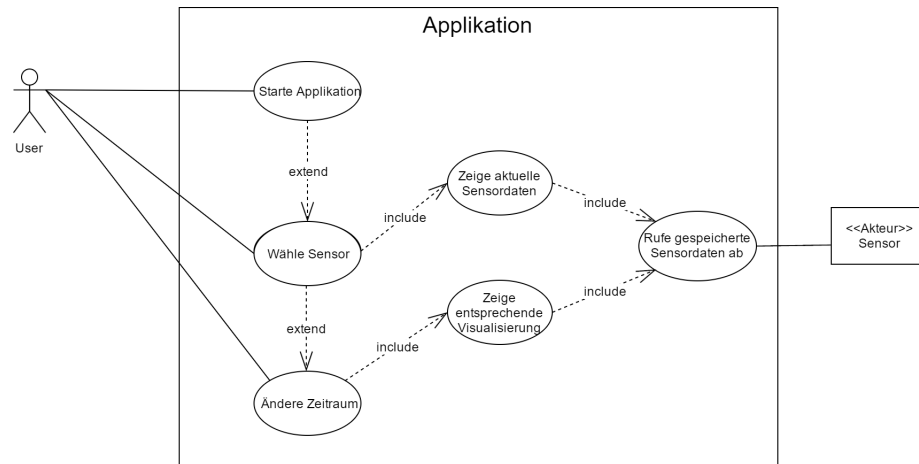 Applikation
Starte Applikation
User
extend
Zeige aktuelle
Sensordaten
include
include
Wähle Sensor
Rufe gespeicherte
Sensordaten ab
<<Akteur>>
Sensor
Zeige
entsprechende
Visualisierung
include
extend
include
Ändere Zeitraum